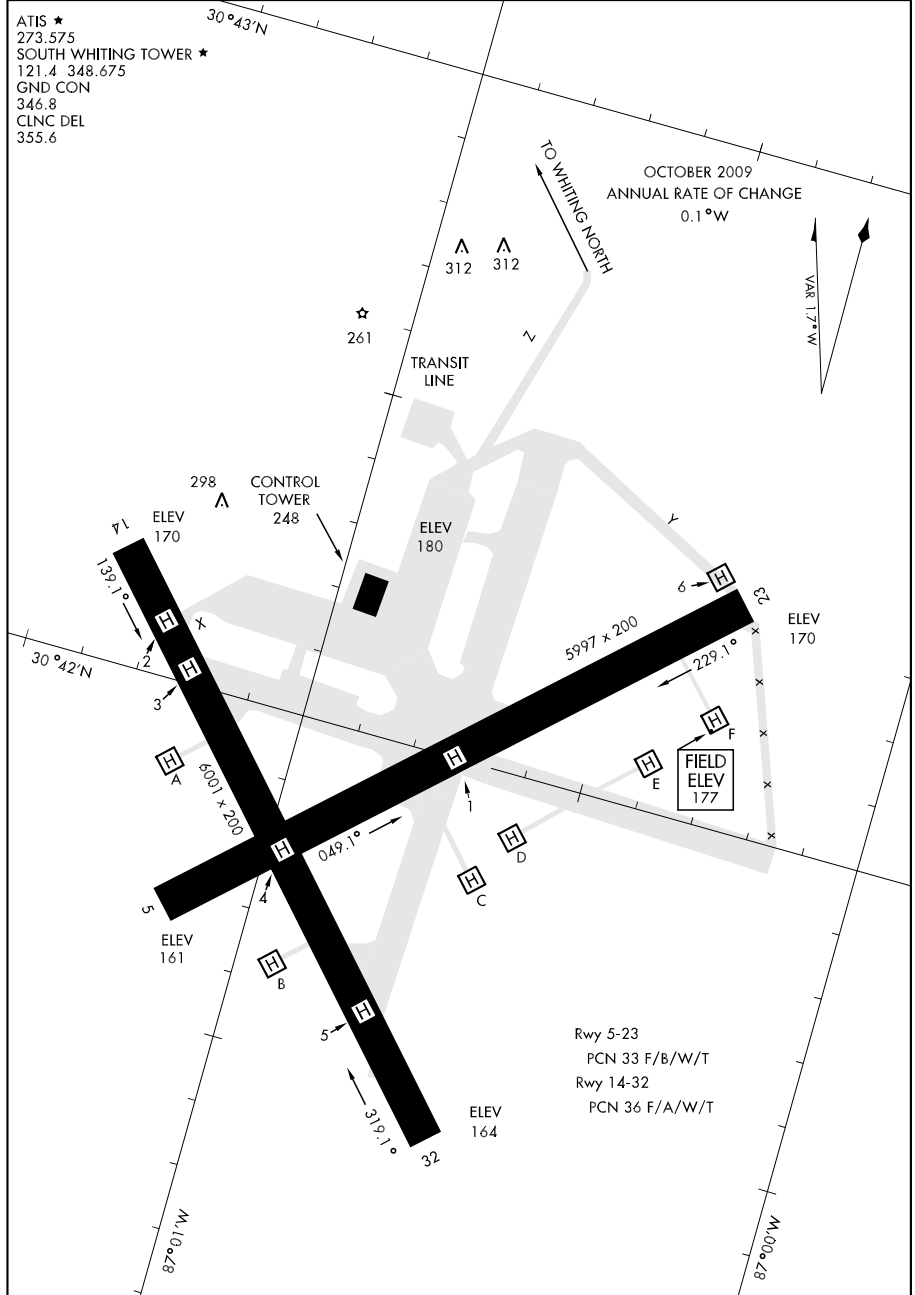 ATIS ★
273.575
SOUTH WHITING TOWER ★
121.4 348.675
GND CON
346.8
CLNC DEL
355.6
30°43'N
TO WHITING NORTH
OCTOBER 2009
ANNUAL RATE OF CHANGE
0.1°W
VAR 1.7°W
312
312
261
Z
TRANSIT
LINE
298
CONTROL
TOWER
248
14
ELEV
170
ELEV
180
Y
139.1°
H
X
2
H
3
6
H
23
ELEV
170
5997 x 200
229.1°
30°42'N
x
x
x
x
x
H
A
6001 x 200
H
1
H
F
FIELD
ELEV
177
H
E
H
D
H
C
049.1°
H
4
5
ELEV
161
H
B
H
5
319.1°
32
ELEV
164
Rwy 5-23
PCN 33 F/B/W/T
Rwy 14-32
PCN 36 F/A/W/T
87°01'W
87°00'W